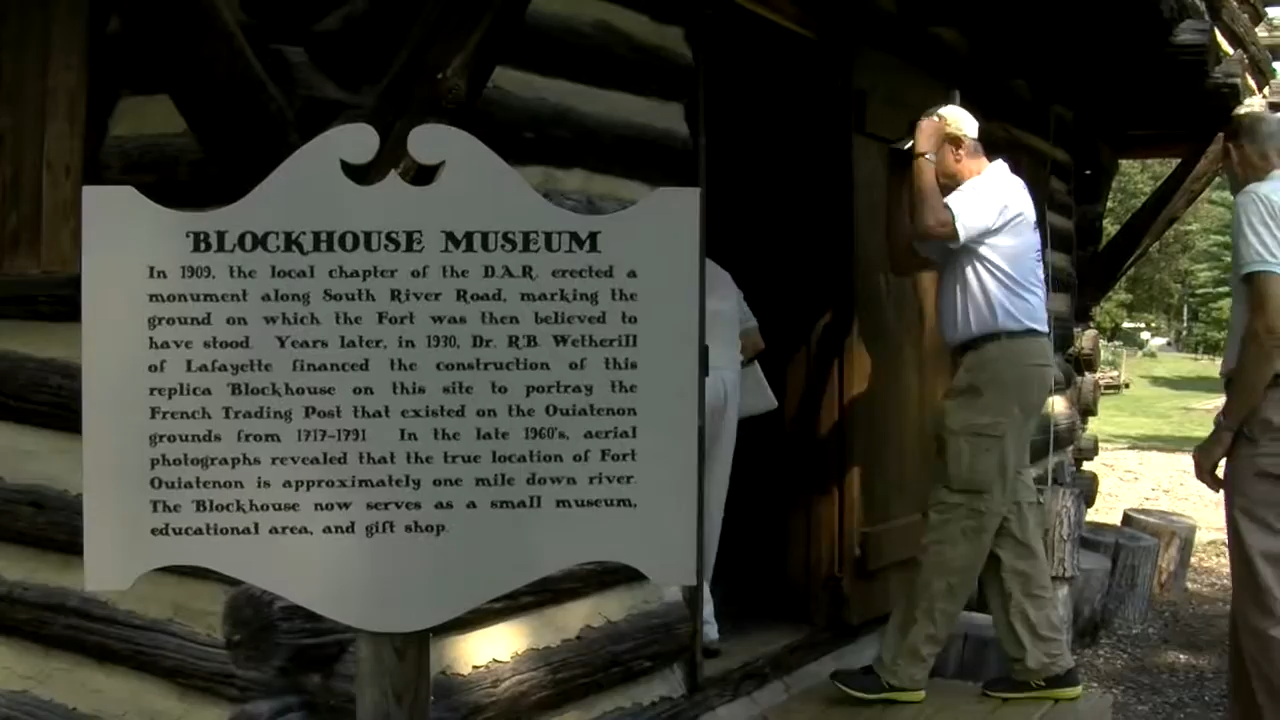 BLOCKHOUSE MUSEUM
In 1909, the local chapter of the D.A.R. erected a
monument along South River Road, marking the
ground on which the Fort was then believed to
have stood. Years later, in 1930, Dr. R.B. Wetherill
of Lafayette financed the construction of this
replica Blockhouse on this site to portray the
French Trading Post that existed on the Ouiatenon
grounds from 1717-1791 In the late 1960's, aerial
photographs revealed that the true location of Fort
Ouiatenon is approximately one mile down river.
The Blockhouse now serves as a small museum,
educational area, and gift shop.